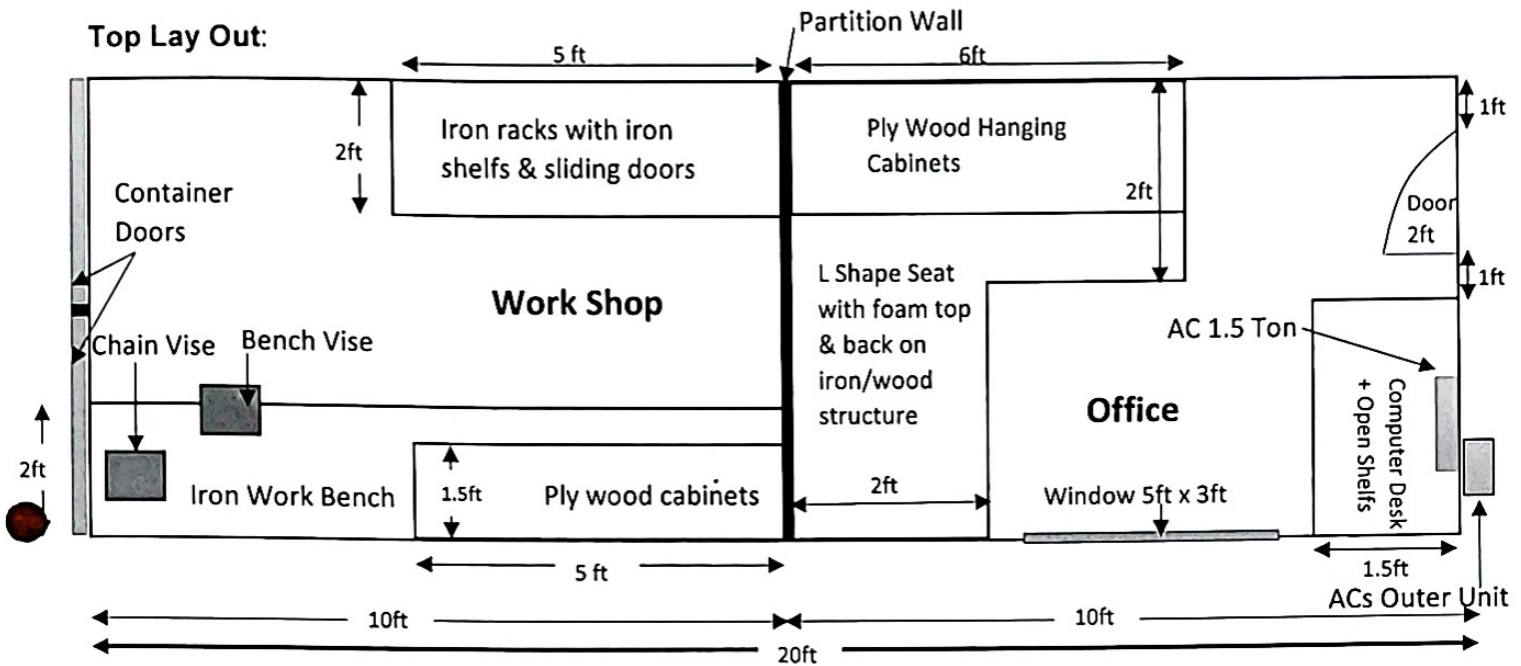 Top Lay Out:
Partition Wall
5 ft
6ft
1ft
Iron racks with iron
shelfs & sliding doors
2ft
Ply Wood Hanging
Cabinets
2ft
Container
Doors
Door
2ft
1ft
L Shape Seat
with foam top
& back on
iron/wood
structure
Work Shop
AC 1.5 Ton
Chain Vise
Bench Vise
Office
Computer Desk
+ Open Shelfs
2ft
Iron Work Bench
1.5ft
Ply wood cabinets
2ft
Window 5ft x 3ft
5 ft
1.5ft
ACs Outer Unit
10ft
10ft
20ft